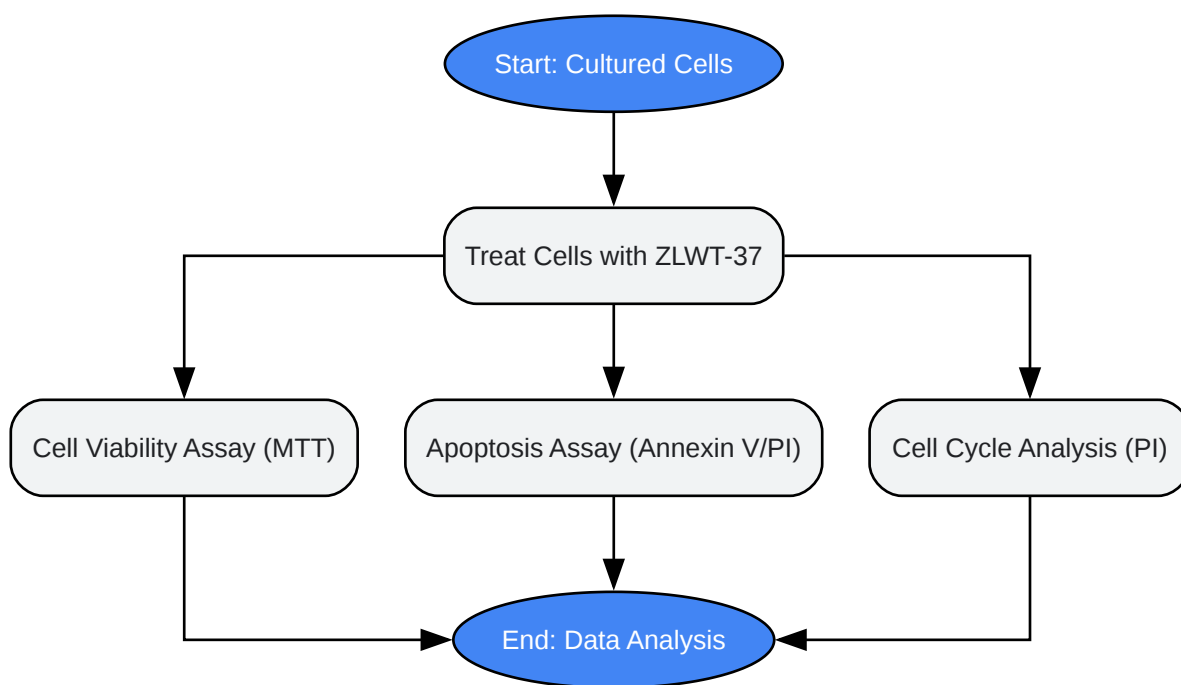 Start: Cultured Cells
Treat Cells with ZLWT-37
Cell Viability Assay (MTT)
Apoptosis Assay (Annexin V/PI)
Cell Cycle Analysis (PI)
End: Data Analysis